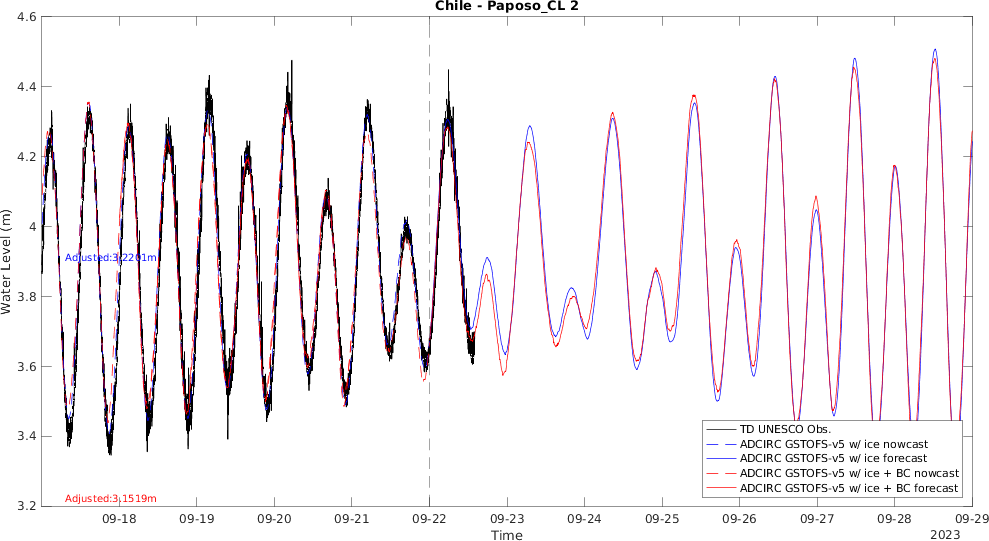 Chile - Paposo_CL 2
4.6
4.4
4.2
4
3.8
3.6
3.4
3.2
Water Level (m)
Adjusted:3.2201m
Adjusted:3.1519m
TD UNESCO Obs.
ADCIRC GSTOFS-v5 w/ ice nowcast
ADCIRC GSTOFS-v5 w/ ice forecast
ADCIRC GSTOFS-v5 w/ ice + BC nowcast
ADCIRC GSTOFS-v5 w/ ice + BC forecast
09-18 09-19 09-20 09-21 09-22 09-23 09-24 09-25 09-26 09-27 09-28 09-29
Time
2023